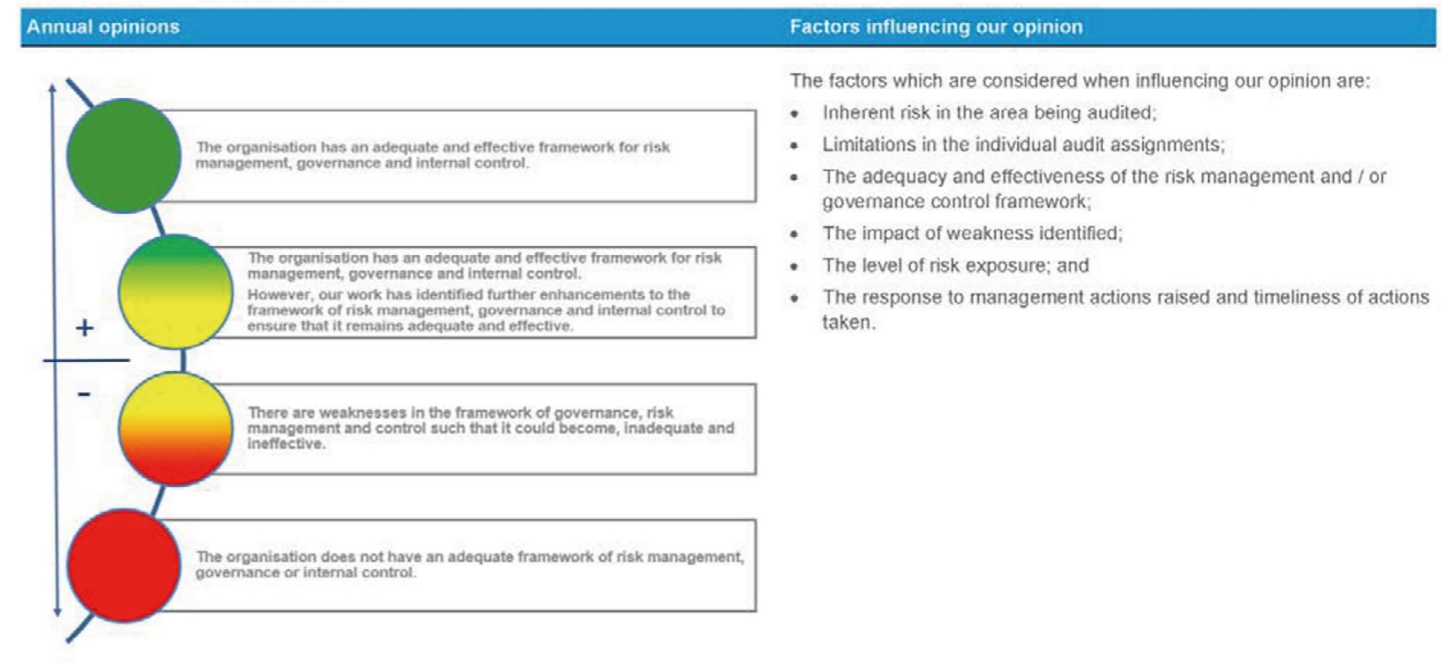 Annual opinions
Factors influencing our opinion
The organisation has an adequate and effective framework for risk
management, governance and internal control.
The organisation has an adequate and effective framework for risk
management, governance and internal control.
However, our work has identified further enhancements to the
framework of risk management, governance and internal control to
ensure that it remains adequate and effective.
+
-
There are weaknesses in the framework of governance, risk
management and control such that it could become, inadequate and
ineffective.
The organisation does not have an adequate framework of risk management,
governance or internal control.
The factors which are considered when influencing our opinion are:
• Inherent risk in the area being audited;
• Limitations in the individual audit assignments;
• The adequacy and effectiveness of the risk management and / or
governance control framework;
• The impact of weakness identified;
• The level of risk exposure; and
• The response to management actions raised and timeliness of actions
taken.